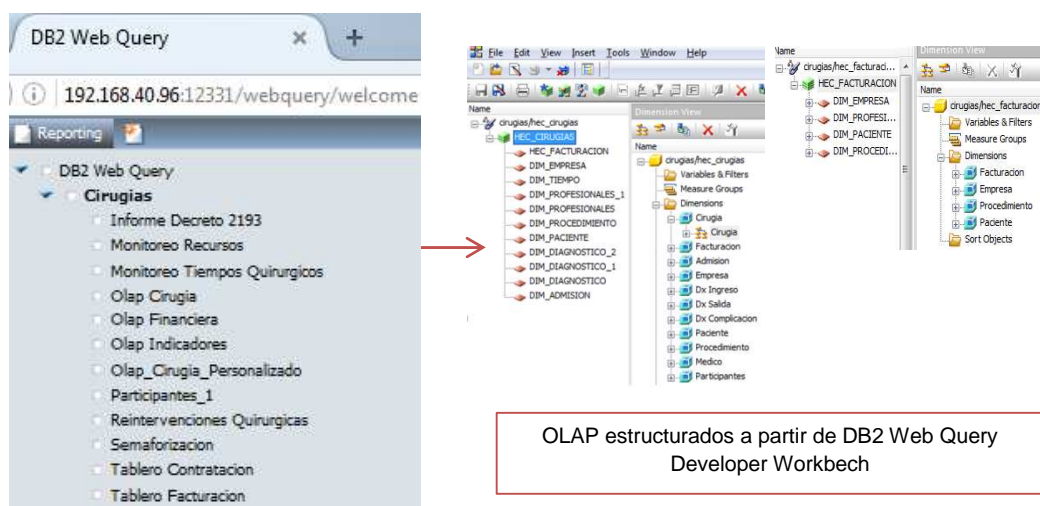 DB2 Web Query
192.168.40.96:12331/webquery/welcome
Reporting
DB2 Web Query
Cirugias
Informe Decreto 2193
Monitoreo Recursos
Monitoreo Tiempos Quirurgicos
Olap Cirugia
Olap Financiera
Olap Indicadores
Olap_Cirugia_Personalizado
Participantes_1
Reintervenciones Quirurgicas
Semaforizacion
Tablero Contratacion
Tablero Facturacion
File Edit View Insert Tools Window Help
Name
cirugias/hec_cirugias
HEC_CIRUGIAS
HEC_FACTURACION
DIM_EMPRESA
DIM_TIEMPO
DIM_PROFESIONALES_1
DIM_PROFESIONALES
DIM_PROCEDIMIENTO
DIM_PACIENTE
DIM_DIAGNOSTICO_2
DIM_DIAGNOSTICO_1
DIM_DIAGNOSTICO
DIM_ADMISION
Dimension View
Name
cirugias/hec_cirugias
Variables & Filters
Measure Groups
Dimensions
Cirugia
Cirugia
Facturacion
Admision
Empresa
Dx Ingreso
Dx Salida
Dx Complicacion
Paciente
Procedimiento
Medico
Participantes
Name
cirugias/hec_facturaci...
HEC_FACTURACION
DIM_EMPRESA
DIM_PROFESI...
DIM_PACIENTE
DIM_PROCEDI...
Dimension View
Name
cirugias/hec_facturacion
Variables & Filters
Measure Groups
Dimensions
Facturacion
Empresa
Procedimiento
Paciente
Sort Objects
OLAP estructurados a partir de DB2 Web Query
Developer Workbech